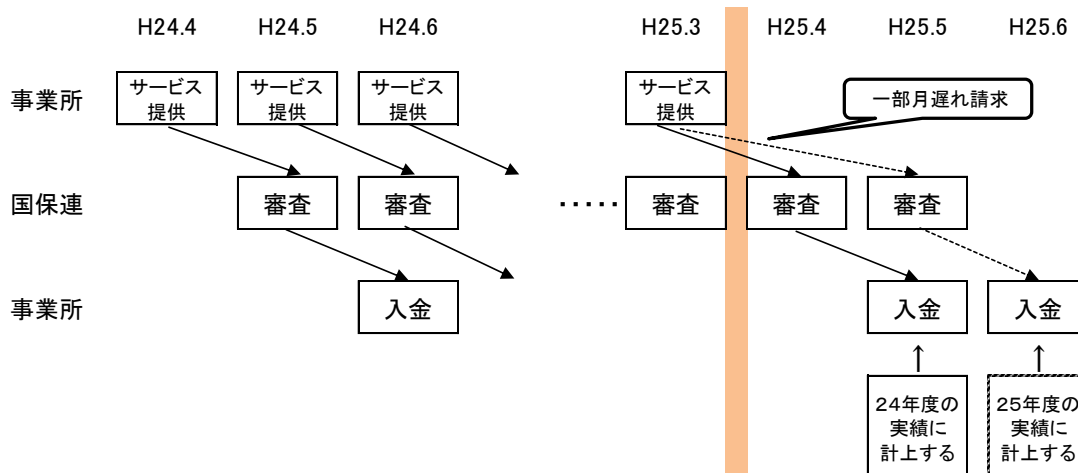 H24.4 H24.5 H24.6 H25.3 H25.4 H25.5 H25.6
事業所
サービス
提供
サービス
提供
サービス
提供
サービス
提供
一部月遅れ請求
国保連
審査 審査 ‥‥‥ 審査 審査 審査
事業所
入金 入金 入金
↑ ↑
24年度の
実績に
計上する
25年度の
実績に
計上する